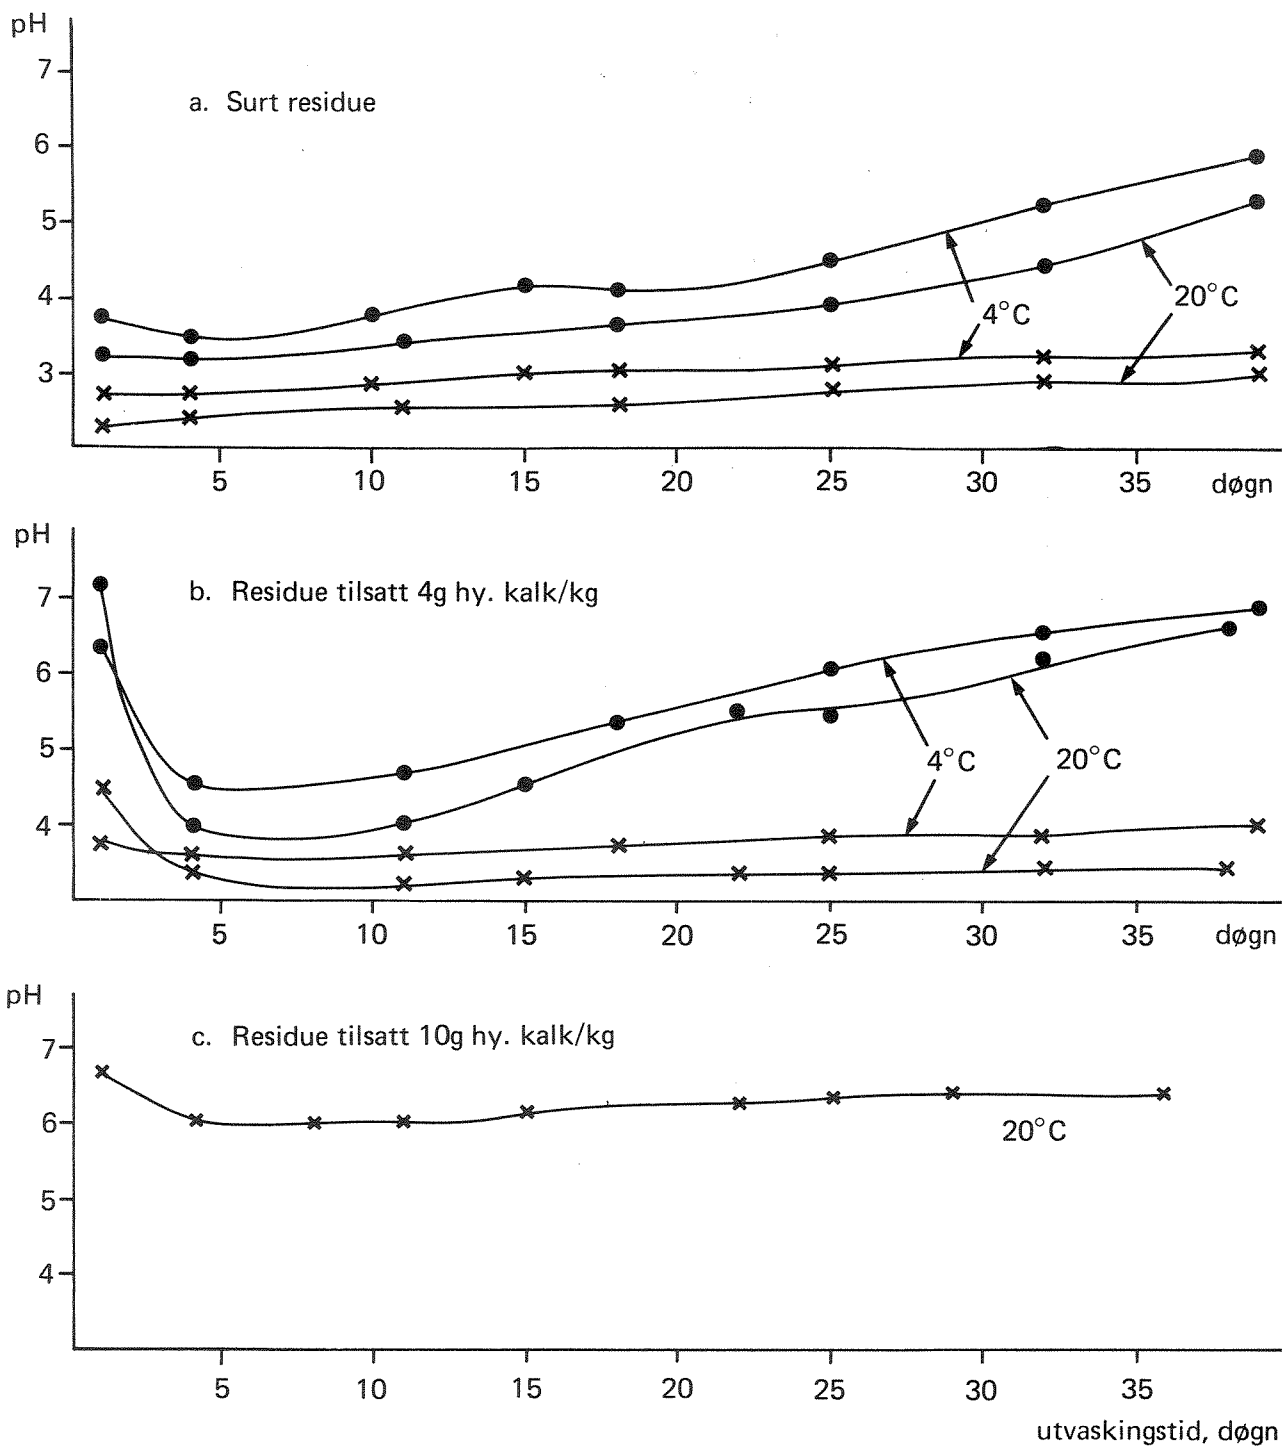 pH
7
a. Surt residue
6
5
4
3
4°C
20°C
5 10 15 20 25 30 35 døgn
pH
7
b. Residue tilsatt 4g hy. kalk/kg
6
5
4
4°C
20°C
5 10 15 20 25 30 35 døgn
pH
7
c. Residue tilsatt 10g hy. kalk/kg
6
5
4
20°C
5 10 15 20 25 30 35
utvaskingstid, døgn